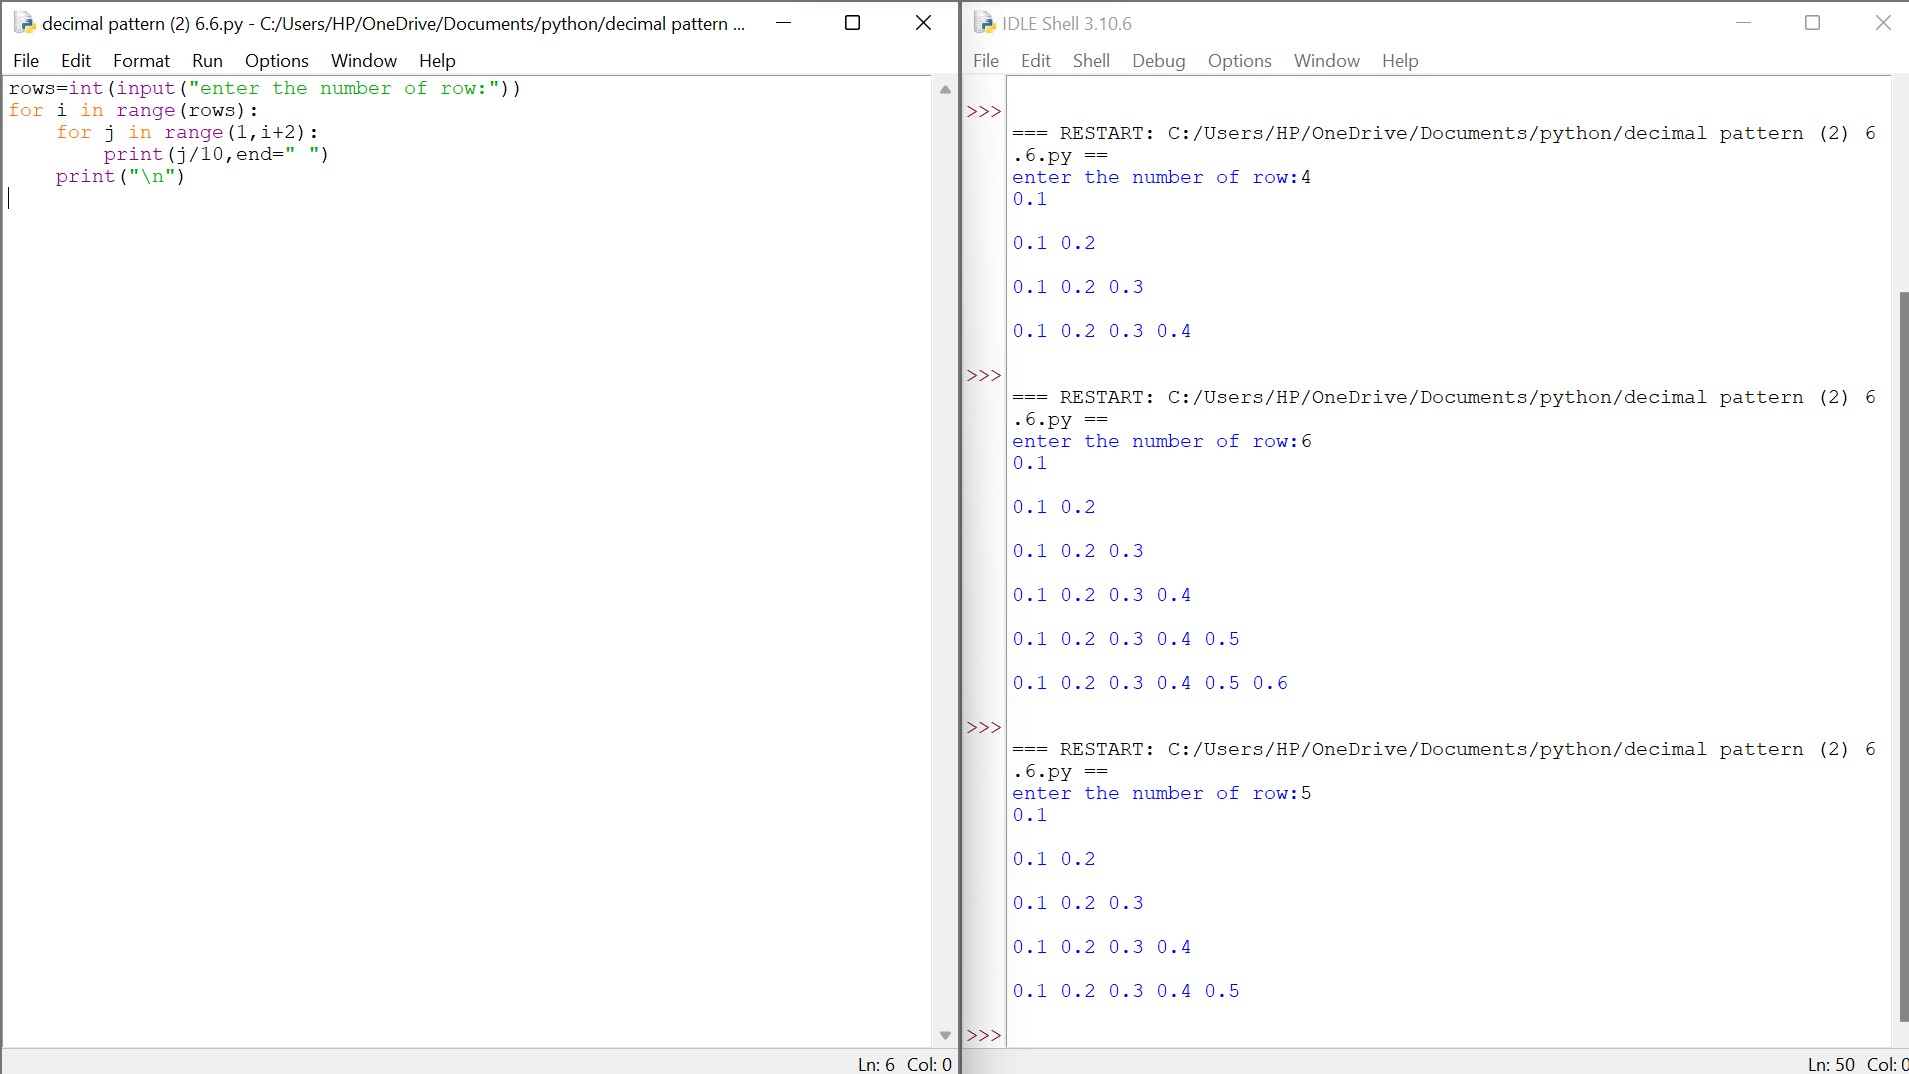 decimal pattern (2) 6.6.py - C:/Users/HP/OneDrive/Documents/python/decimal pattern ...
File Edit Format Run Options Window Help
rows=int(input("enter the number of row:"))
for i in range(rows):
    for j in range(1,i+2):
        print(j/10,end=" ")
    print("\n")
Ln: 6 Col: 0
IDLE Shell 3.10.6
File Edit Shell Debug Options Window Help
>>>
=== RESTART: C:/Users/HP/OneDrive/Documents/python/decimal pattern (2) 6
.6.py ==
enter the number of row:4
0.1
0.1 0.2
0.1 0.2 0.3
0.1 0.2 0.3 0.4
>>>
=== RESTART: C:/Users/HP/OneDrive/Documents/python/decimal pattern (2) 6
.6.py ==
enter the number of row:6
0.1
0.1 0.2
0.1 0.2 0.3
0.1 0.2 0.3 0.4
0.1 0.2 0.3 0.4 0.5
0.1 0.2 0.3 0.4 0.5 0.6
>>>
=== RESTART: C:/Users/HP/OneDrive/Documents/python/decimal pattern (2) 6
.6.py ==
enter the number of row:5
0.1
0.1 0.2
0.1 0.2 0.3
0.1 0.2 0.3 0.4
0.1 0.2 0.3 0.4 0.5
>>>
Ln: 50 Col: 0